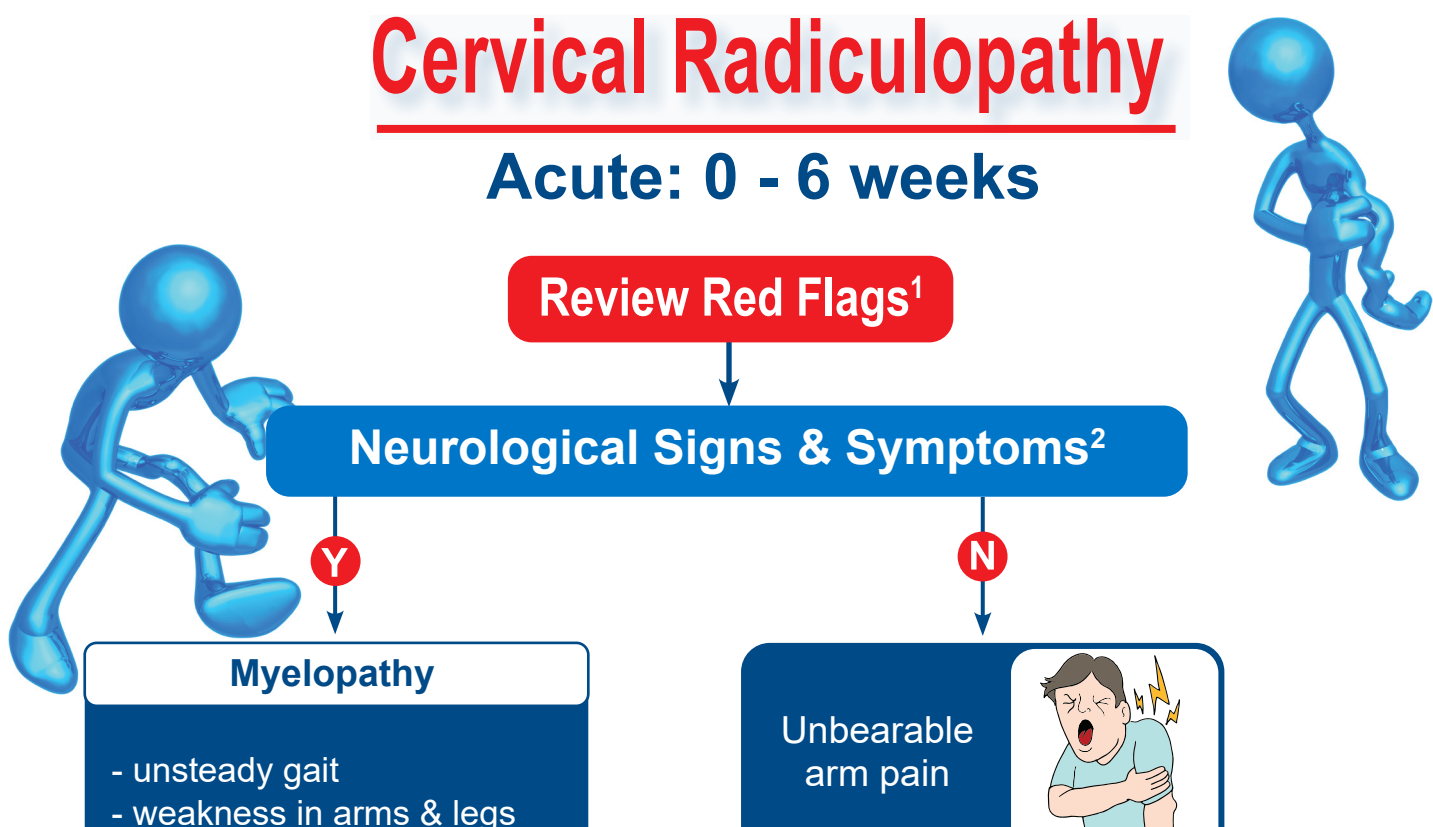 Cervical Radiculopathy
Acute: 0 - 6 weeks
Review Red Flags¹
Neurological Signs & Symptoms²
Y
N
Myelopathy
- unsteady gait
- weakness in arms & legs
Unbearable
arm pain